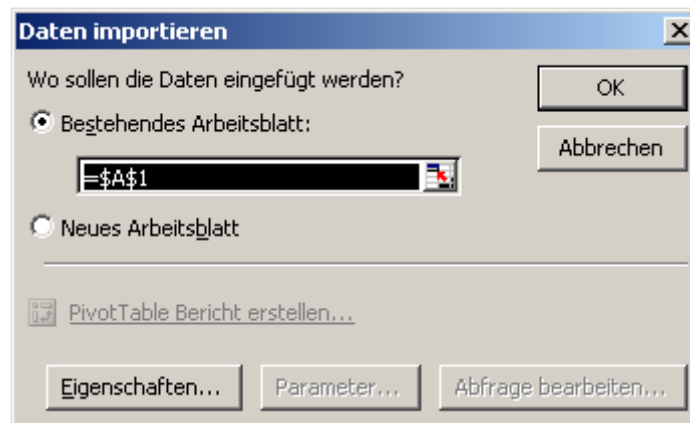 Daten importieren
Wo sollen die Daten eingefügt werden?
OK
Bestehendes Arbeitsblatt:
Abbrechen
=$A$1
Neues Arbeitsblatt
PivotTable Bericht erstellen...
Eigenschaften...
Parameter...
Abfrage bearbeiten...